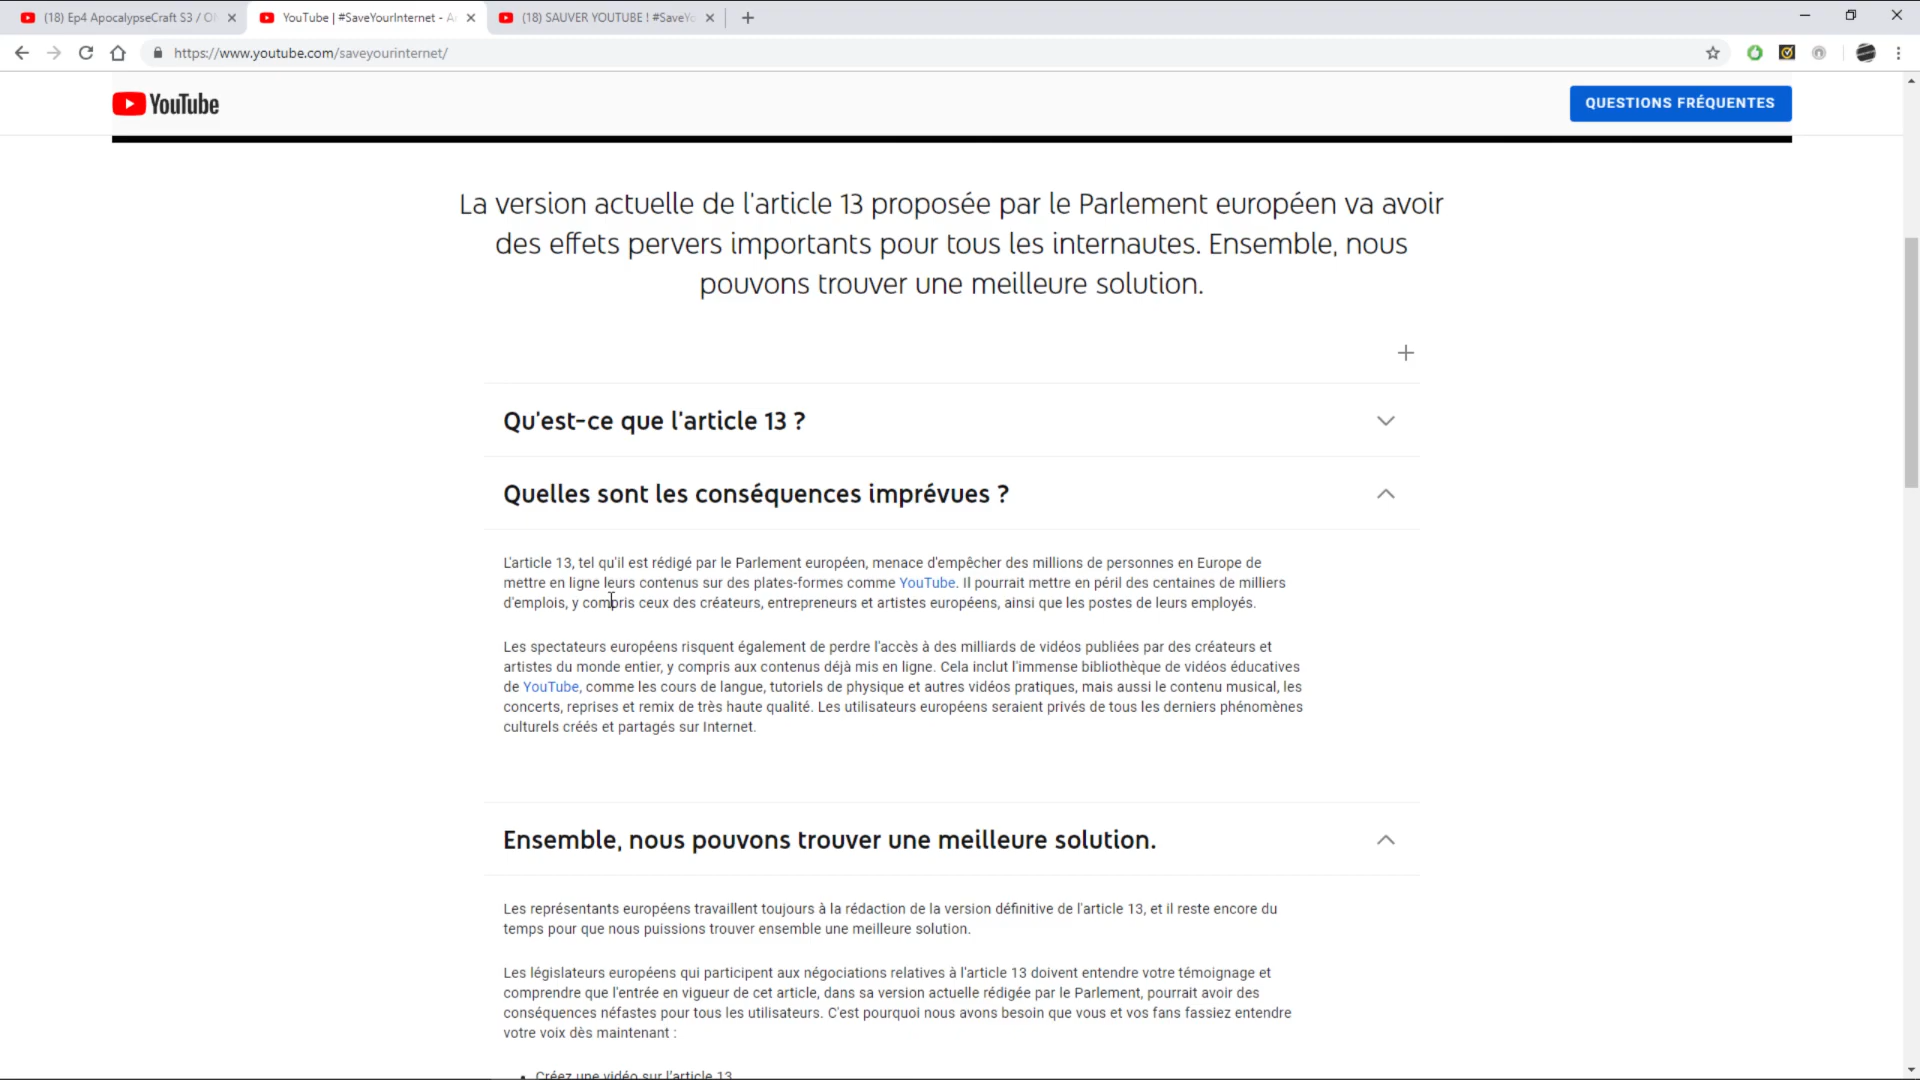 (18) Ep4 ApocalypseCraft S3 /
YouTube | #SaveYourInternet -
(18) SAUVER YOUTUBE ! #SaveYo
https://www.youtube.com/saveyourinternet/
YouTube
QUESTIONS FRÉQUENTES
La version actuelle de l'article 13 proposée par le Parlement européen va avoir
des effets pervers importants pour tous les internautes. Ensemble, nous
pouvons trouver une meilleure solution.
Qu'est-ce que l'article 13 ?
Quelles sont les conséquences imprévues ?
L'article 13, tel qu'il est rédigé par le Parlement européen, menace d'empêcher des millions de personnes en Europe de
mettre en ligne leurs contenus sur des plates-formes comme YouTube. Il pourrait mettre en péril des centaines de milliers
d'emplois, y compris ceux des créateurs, entrepreneurs et artistes européens, ainsi que les postes de leurs employés.
Les spectateurs européens risquent également de perdre l'accès à des milliards de vidéos publiées par des créateurs et
artistes du monde entier, y compris aux contenus déjà mis en ligne. Cela inclut l'immense bibliothèque de vidéos éducatives
de YouTube, comme les cours de langue, tutoriels de physique et autres vidéos pratiques, mais aussi le contenu musical, les
concerts, reprises et remix de très haute qualité. Les utilisateurs européens seraient privés de tous les derniers phénomènes
culturels créés et partagés sur Internet.
Ensemble, nous pouvons trouver une meilleure solution.
Les représentants européens travaillent toujours à la rédaction de la version définitive de l'article 13, et il reste encore du
temps pour que nous puissions trouver ensemble une meilleure solution.
Les législateurs européens qui participent aux négociations relatives à l'article 13 doivent entendre votre témoignage et
comprendre que l'entrée en vigueur de cet article, dans sa version actuelle rédigée par le Parlement, pourrait avoir des
conséquences néfastes pour tous les utilisateurs. C'est pourquoi nous avons besoin que vous et vos fans fassiez entendre
votre voix dès maintenant :
• Créez une vidéo sur l'article 13